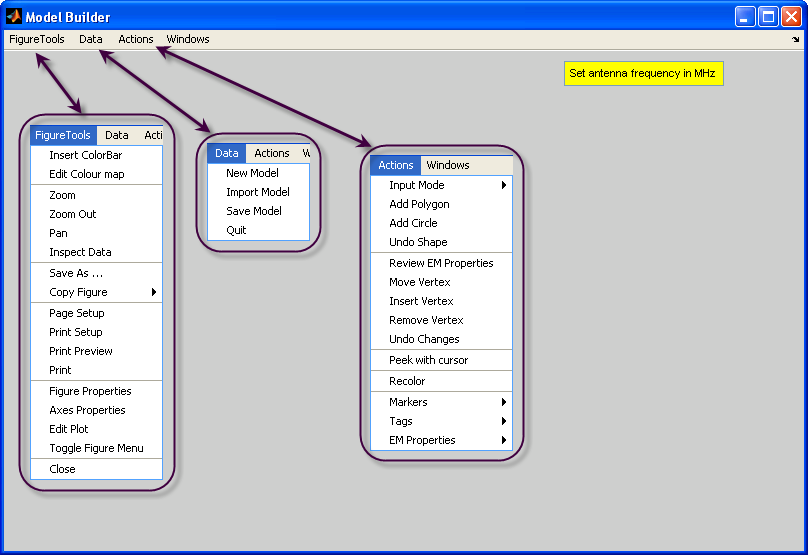 Model Builder
FigureTools Data Actions Windows
Set antenna frequency in MHz
FigureTools Data Acti
Insert ColorBar
Edit Colour map
Zoom
Zoom Out
Pan
Inspect Data
Save As ...
Copy Figure
Page Setup
Print Setup
Print Preview
Print
Figure Properties
Axes Properties
Edit Plot
Toggle Figure Menu
Close
Data Actions W
New Model
Import Model
Save Model
Quit
Actions Windows
Input Mode
Add Polygon
Add Circle
Undo Shape
Review EM Properties
Move Vertex
Insert Vertex
Remove Vertex
Undo Changes
Peek with cursor
Recolor
Markers
Tags
EM Properties